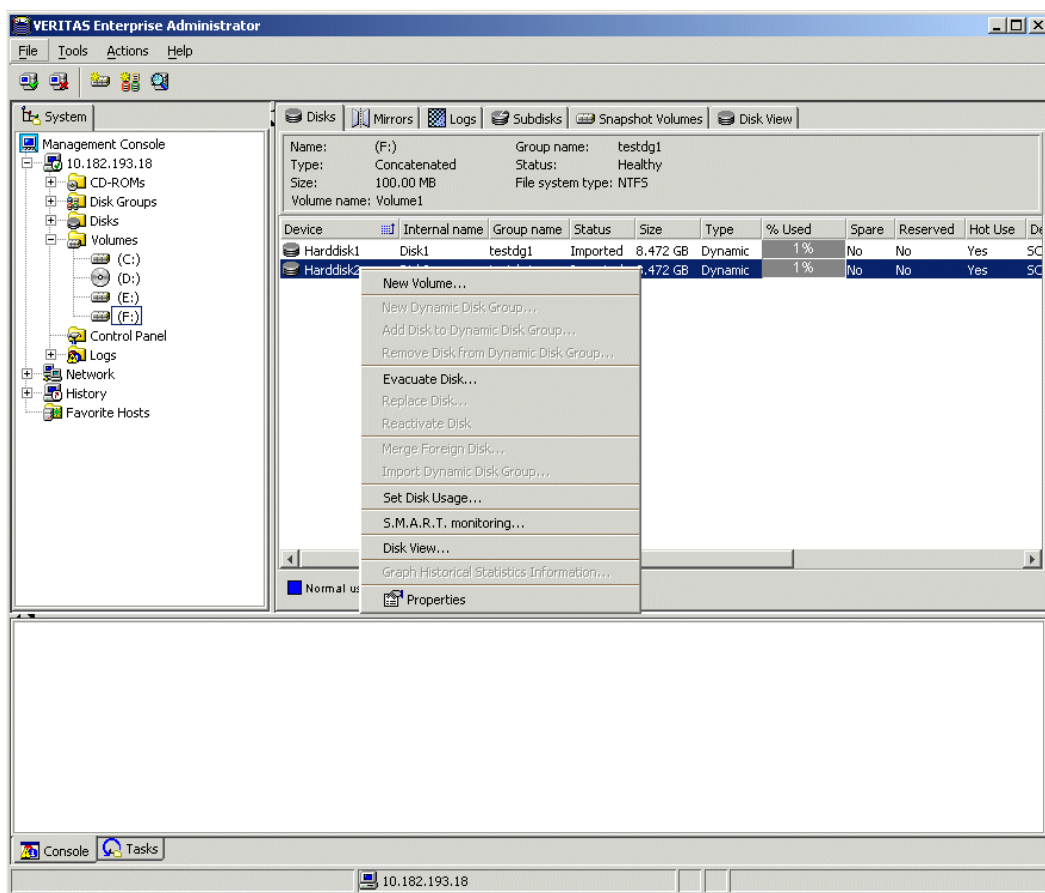 VERITAS Enterprise Administrator
File Tools Actions Help
System
Management Console
10.182.193.18
CD-ROMs
Disk Groups
Disks
Volumes
(C:)
(D:)
(E:)
(F:)
Control Panel
Logs
Network
History
Favorite Hosts
Disks Mirrors Logs Subdisks Snapshot Volumes Disk View
Name: (F:) Group name: testdg1
Type: Concatenated Status: Healthy
Size: 100.00 MB File system type: NTFS
Volume name: Volume1
Device Internal name Group name Status Size Type % Used Spare Reserved Hot Use De
Harddisk1 Disk1 testdg1 Imported 8.472 GB Dynamic 1% No No Yes SC
Harddisk2 .472 GB Dynamic 1% No No Yes SC
New Volume...
New Dynamic Disk Group...
Add Disk to Dynamic Disk Group...
Remove Disk from Dynamic Disk Group...
Evacuate Disk...
Replace Disk...
Reactivate Disk
Merge Foreign Disk...
Import Dynamic Disk Group...
Set Disk Usage...
S.M.A.R.T. monitoring...
Disk View...
Graph Historical Statistics Information...
Properties
Normal us
Console Tasks
10.182.193.18